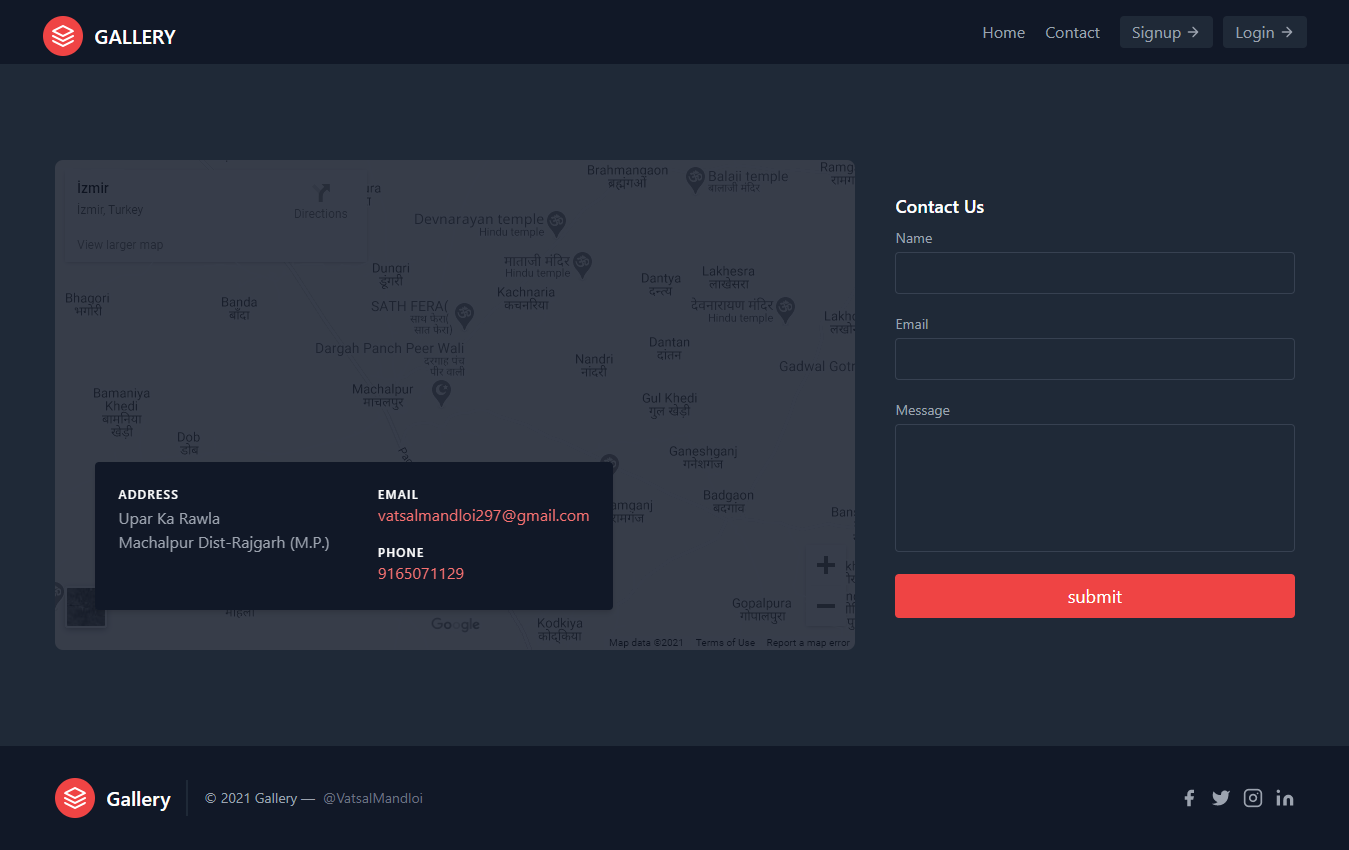 GALLERY
Home
Contact
Signup
Login
İzmir
İzmir, Turkey
Directions
View larger map
Brahmangaon
ब्रह्मंगओं
Balaji temple
बालाजी मंदिर
Devnarayan temple
Hindu temple
माताजी मंदिर
Hindu temple
Dungri
डूंगरी
Kachnaria
कचनरिया
Dantya
दन्त्य
Lakhesra
लाखेसरा
देवनारायण मंदिर
Hindu temple
Bhagori
भगोरी
Banda
बाँदा
SATH FERA(
साथ फेरा(
सात फेरा)
Dargah Panch Peer Wali
दरगाह पंच
पीर वाली
Dantan
दांतन
Nandri
नांदरी
Machalpur
माचलपुर
Bamaniya
Khedi
बामनिया
खेड़ी
Gul Khedi
गुल खेड़ी
Dob
डोब
Ganeshganj
गनेशगंज
Badgaon
बदगांव
ADDRESS
Upar Ka Rawla
Machalpur Dist-Rajgarh (M.P.)
EMAIL
vatsalmandloi297@gmail.com
PHONE
9165071129
Gopalpura
गोपालपुरा
Kodkiya
कोदकिया
Google
Map data ©2021
Terms of Use
Report a map error
Contact Us
Name
Email
Message
submit
Gallery
© 2021 Gallery — @VatsalMandloi